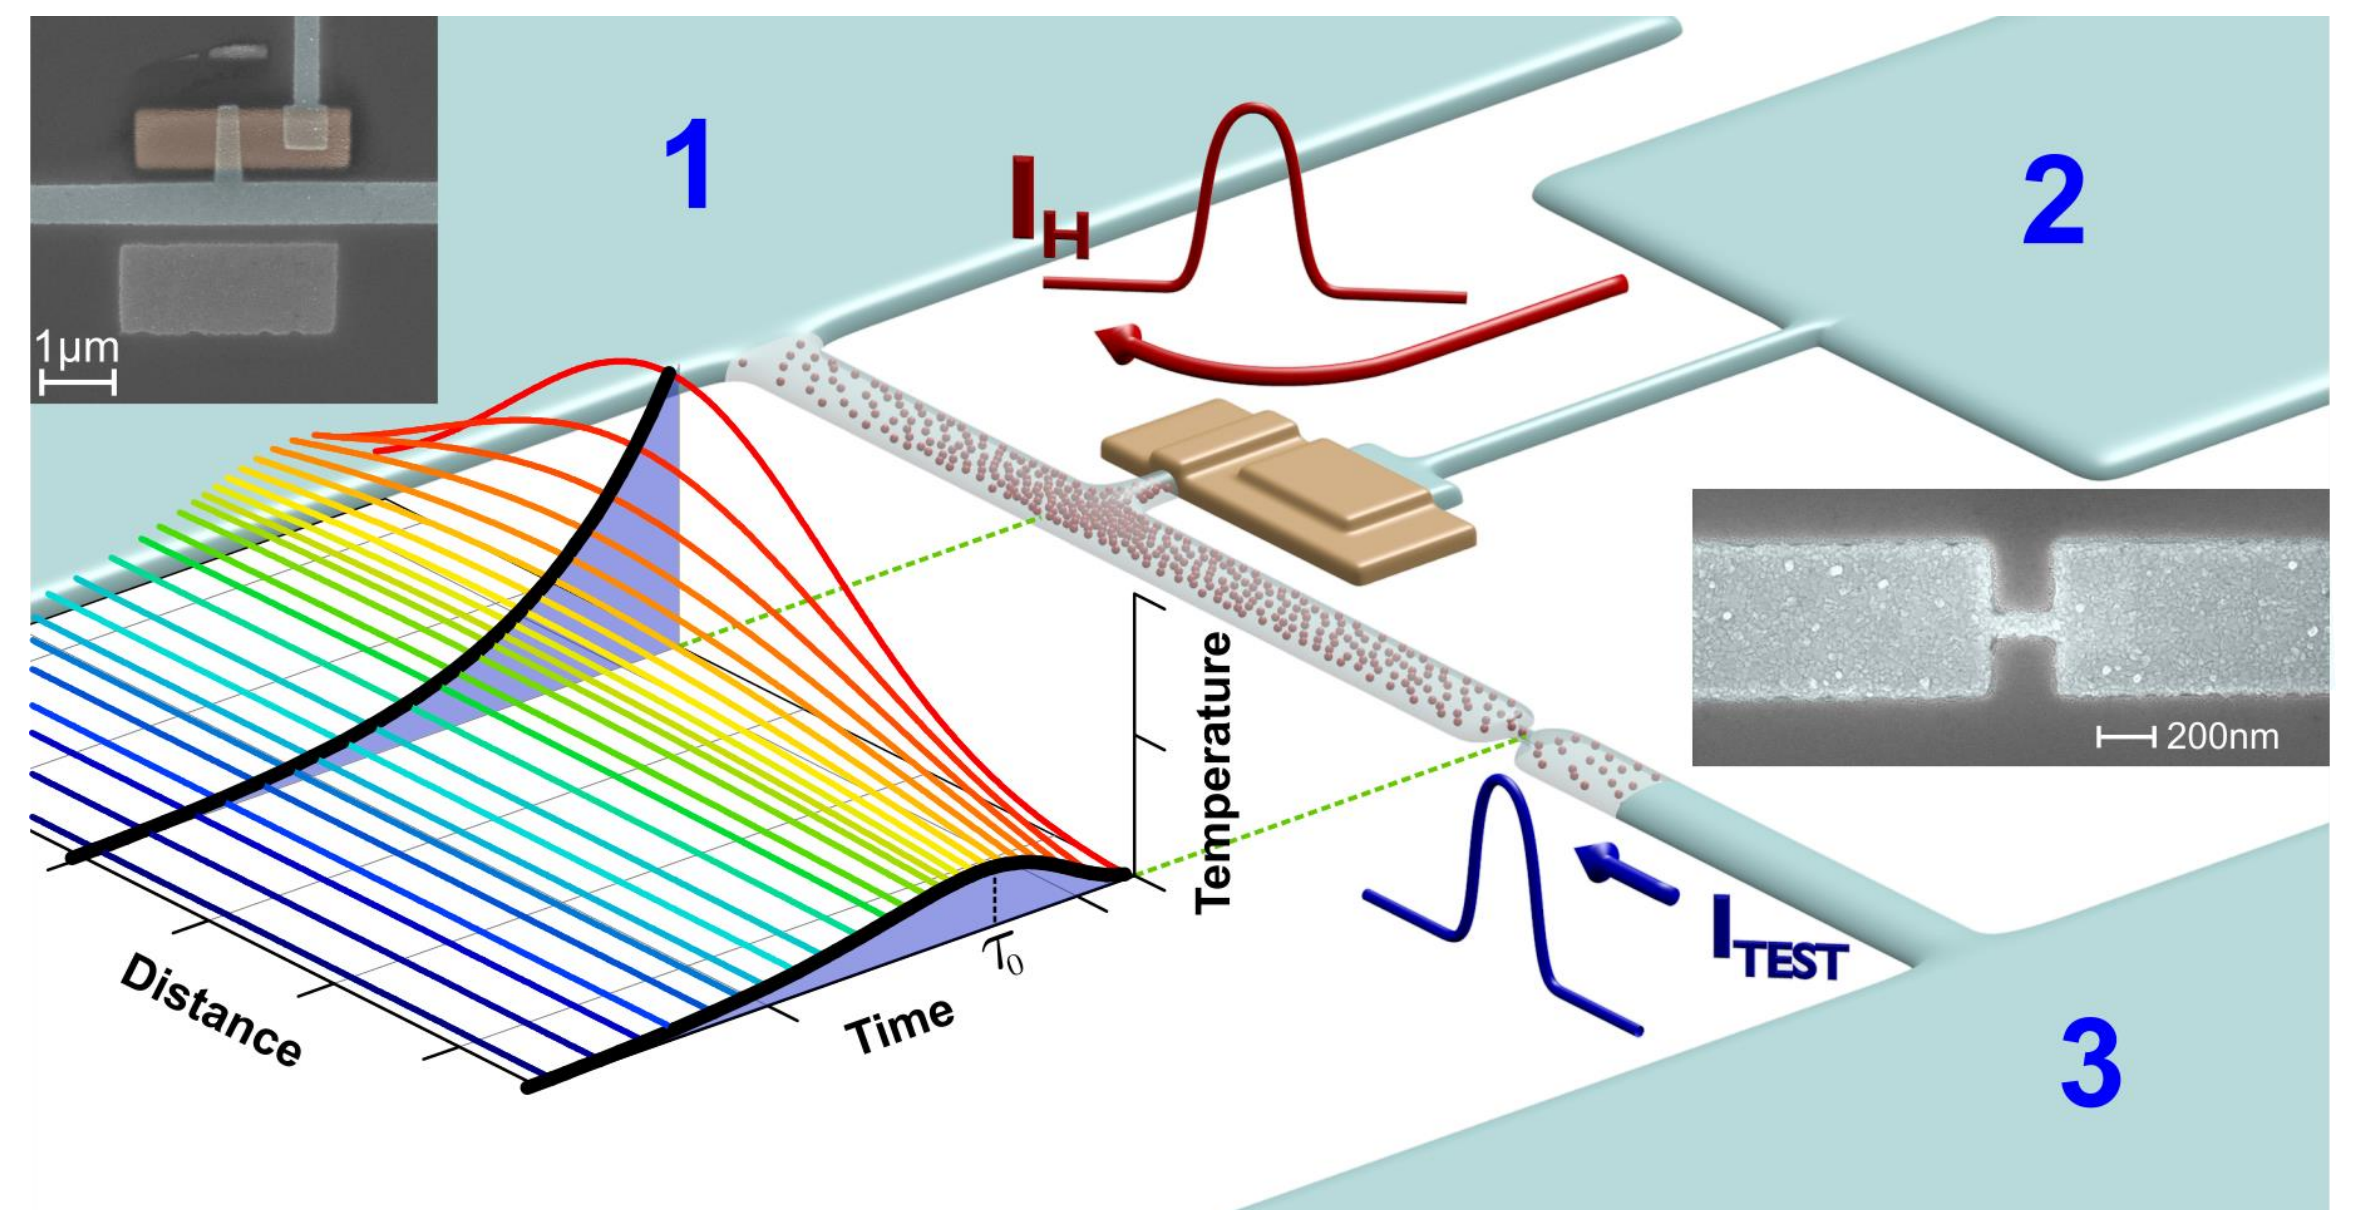 1
2
I_H
1μm
200nm
Temperature
τ₀
I_TEST
Distance
Time
3